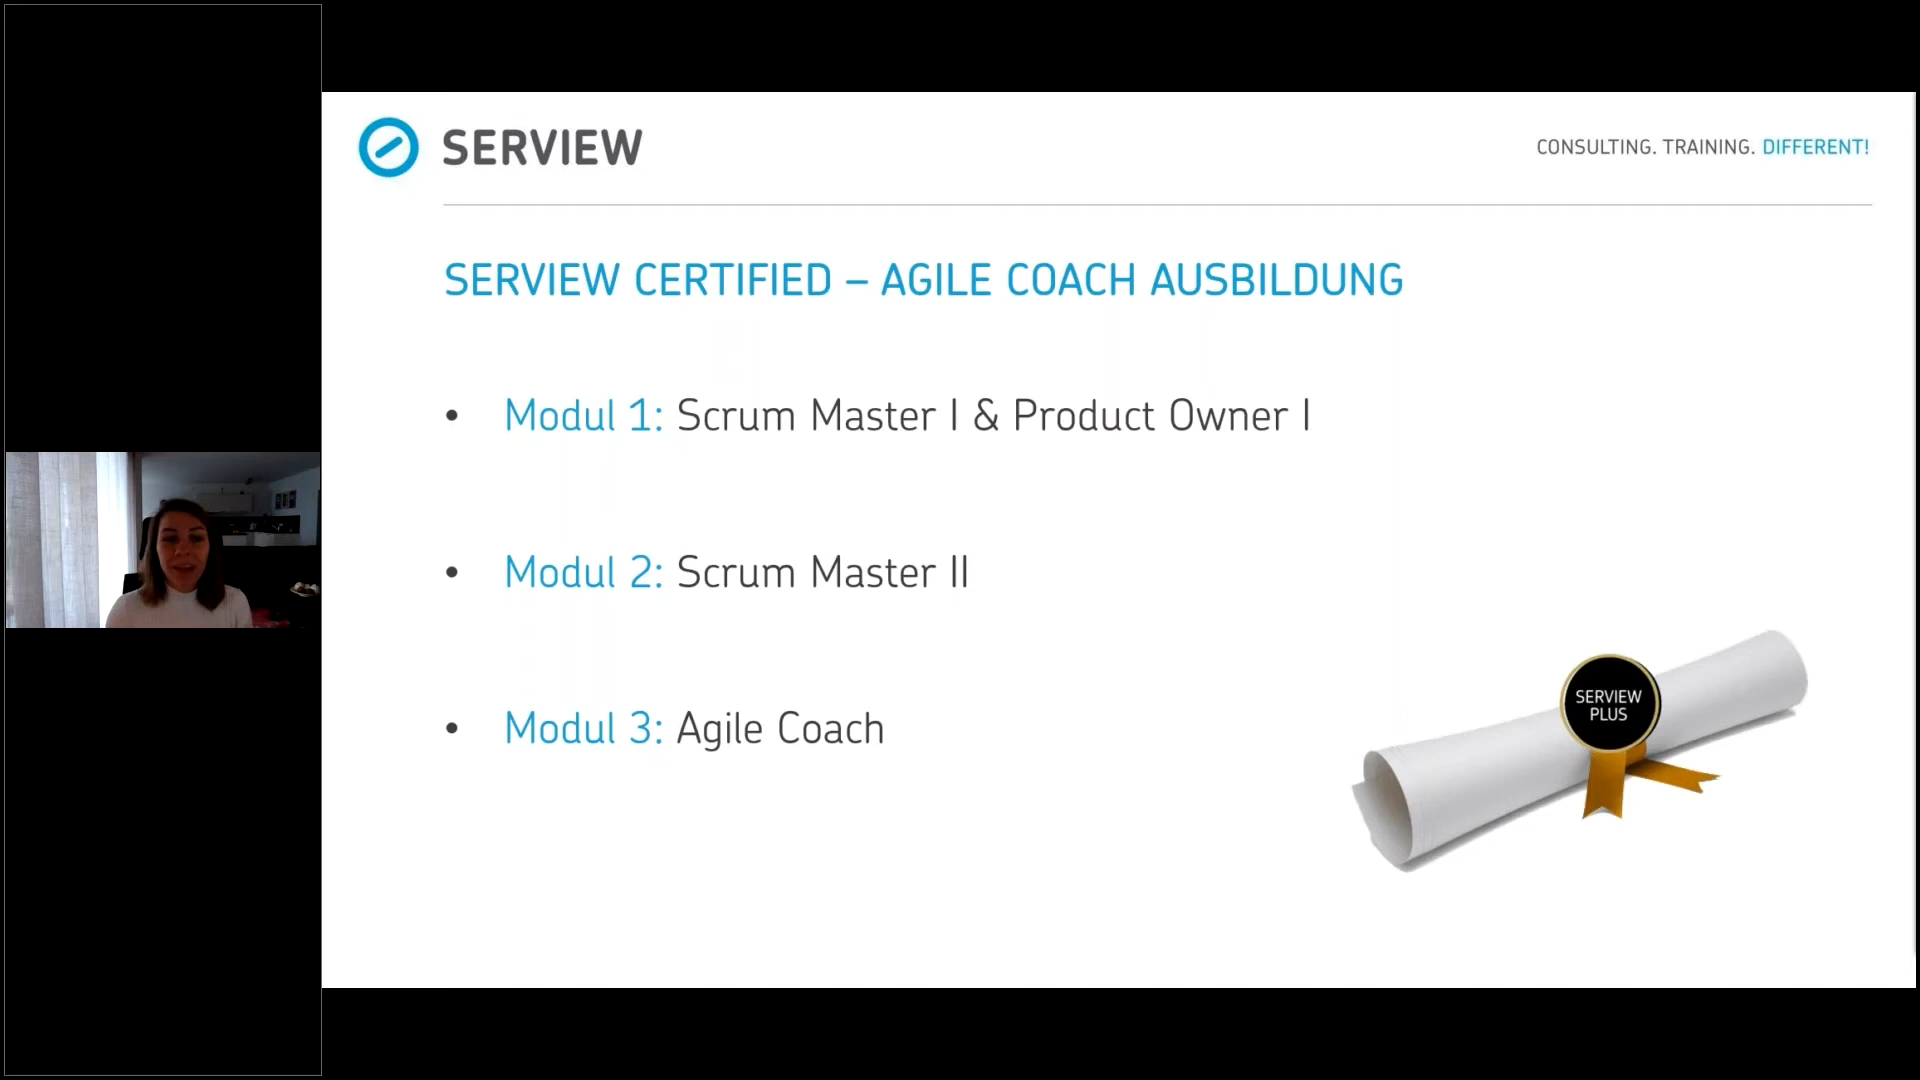 SERVIEW
CONSULTING. TRAINING. DIFFERENT!
SERVIEW CERTIFIED – AGILE COACH AUSBILDUNG
• Modul 1: Scrum Master I & Product Owner I
• Modul 2: Scrum Master II
• Modul 3: Agile Coach
SERVIEW
PLUS